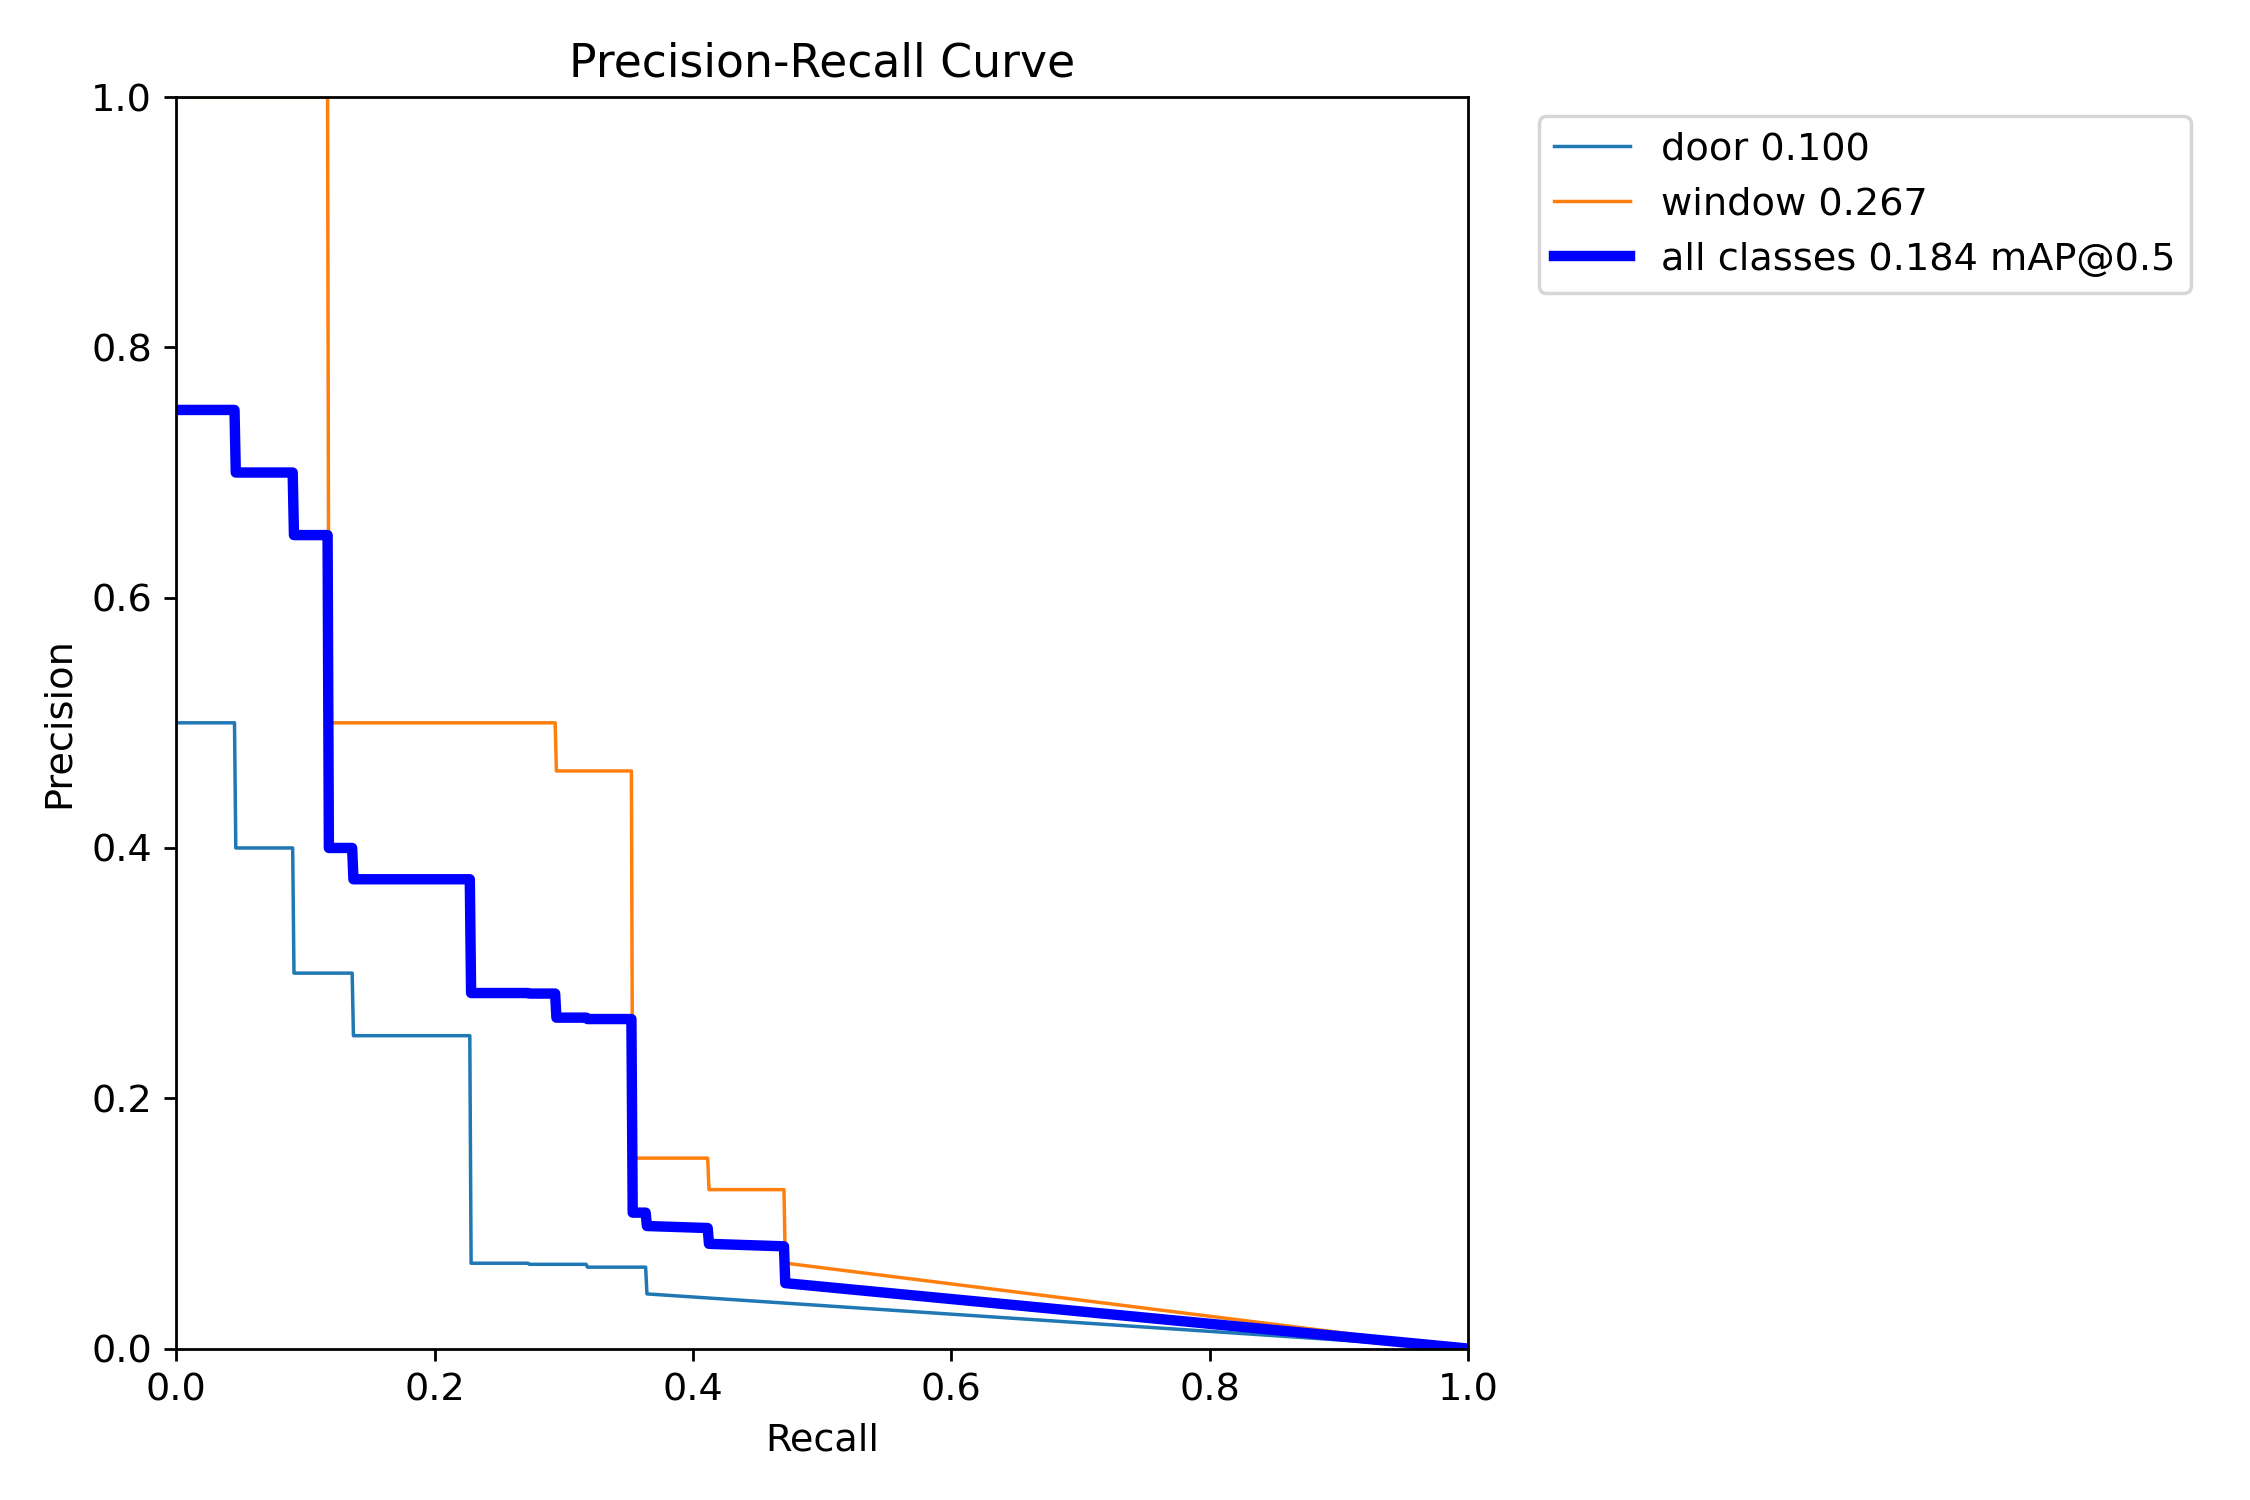 Precision-Recall Curve
1.0
0.8
0.6
0.4
0.2
0.0
Precision
0.0 0.2 0.4 0.6 0.8 1.0
Recall
door 0.100
window 0.267
all classes 0.184 mAP@0.5